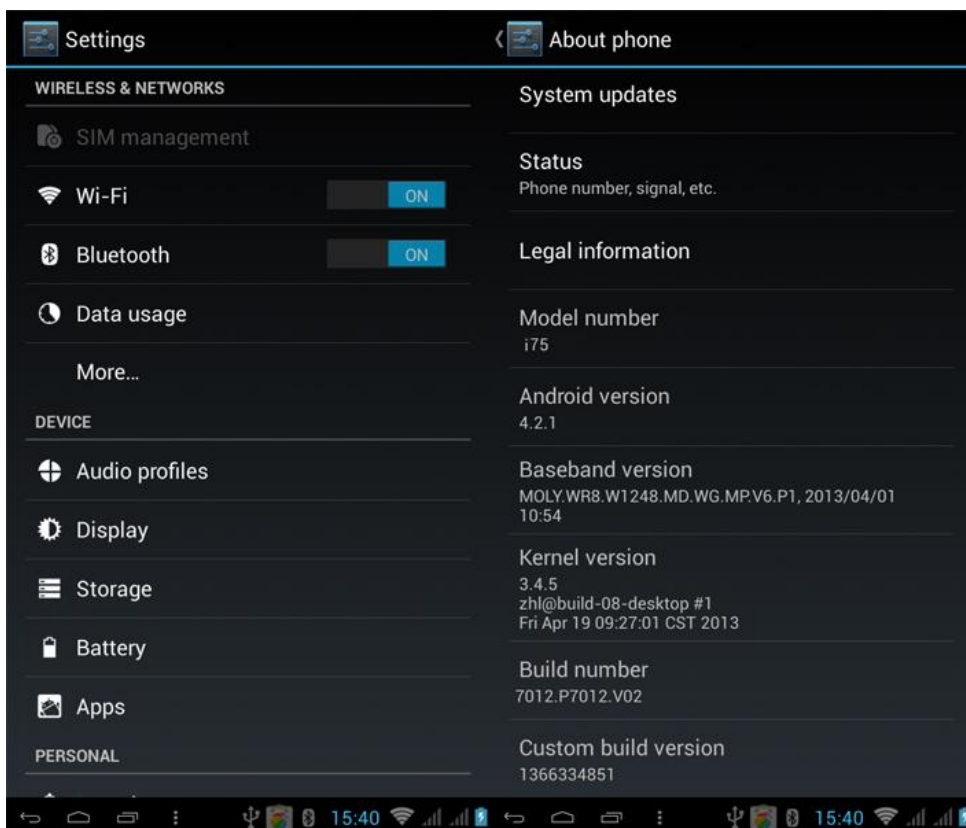 Settings
WIRELESS & NETWORKS
SIM management
Wi-Fi
ON
Bluetooth
ON
Data usage
More...
DEVICE
Audio profiles
Display
Storage
Battery
Apps
PERSONAL
15:40
About phone
System updates
Status
Phone number, signal, etc.
Legal information
Model number
i75
Android version
4.2.1
Baseband version
MOLY.WR8.W1248.MD.WG.MP.V6.P1, 2013/04/01
10:54
Kernel version
3.4.5
zhl@build-08-desktop #1
Fri Apr 19 09:27:01 CST 2013
Build number
7012.P7012.V02
Custom build version
1366334851
15:40